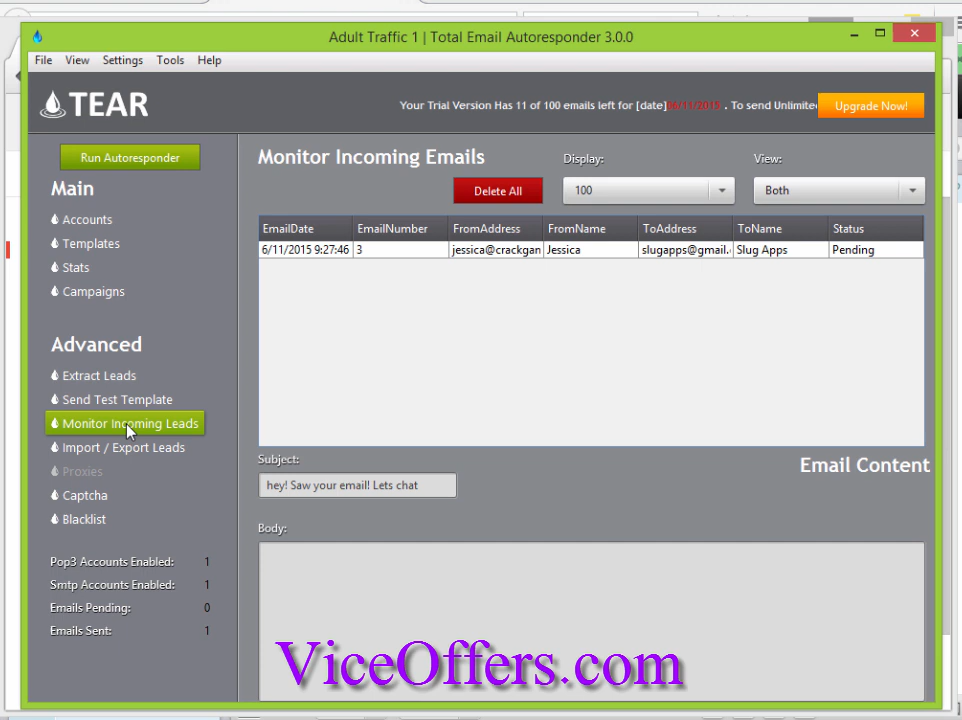 Adult Traffic 1 | Total Email Autoresponder 3.0.0
File View Settings Tools Help
TEAR
Your Trial Version Has 11 of 100 emails left for [date]06/11/2015 . To send Unlimite
Upgrade Now!
Run Autoresponder
Main
Accounts
Templates
Stats
Campaigns
Advanced
Extract Leads
Send Test Template
Monitor Incoming Leads
Import / Export Leads
Proxies
Captcha
Blacklist
Pop3 Accounts Enabled: 1
Smtp Accounts Enabled: 1
Emails Pending: 0
Emails Sent: 1
Monitor Incoming Emails
Display:
View:
Delete All
100
Both
EmailDate EmailNumber FromAddress FromName ToAddress ToName Status
6/11/2015 9:27:46 3 jessica@crackgan Jessica slugapps@gmail. Slug Apps Pending
Subject:
Email Content
hey! Saw your email! Lets chat
Body:
ViceOffers.com